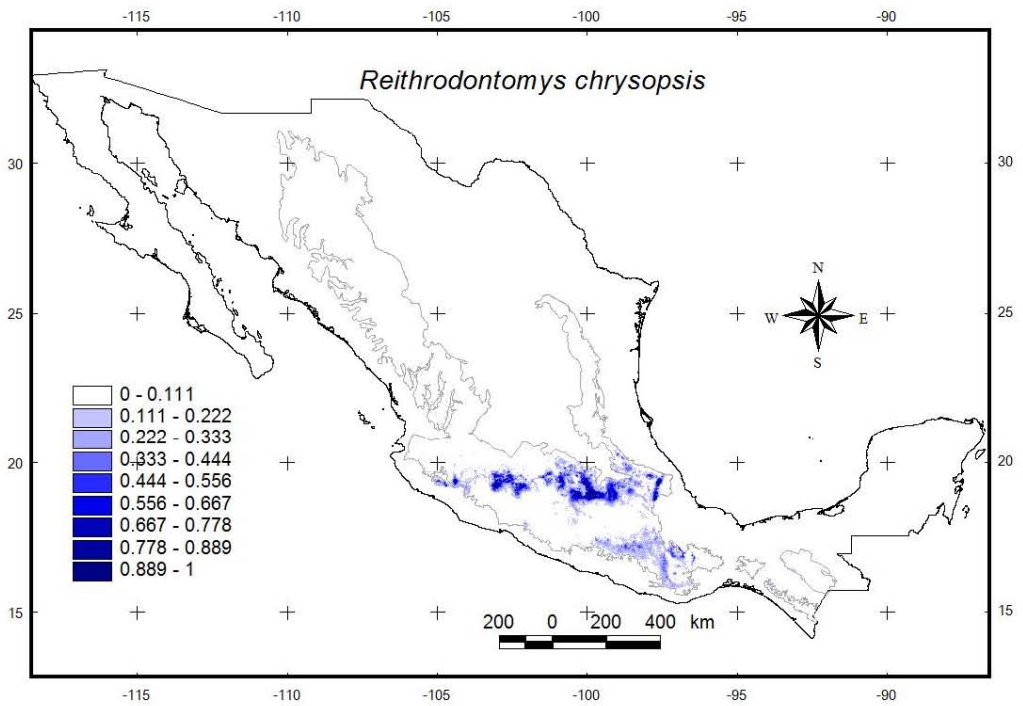 -115 -110 -105 -100 -95 -90
Reithrodontomys chrysopsis
30 30
N
W E
S
25 25
0 - 0.111
0.111 - 0.222
0.222 - 0.333
0.333 - 0.444
0.444 - 0.556
0.556 - 0.667
0.667 - 0.778
0.778 - 0.889
0.889 - 1
20 20
15 15
200 0 200 400 km
-115 -110 -105 -100 -95 -90